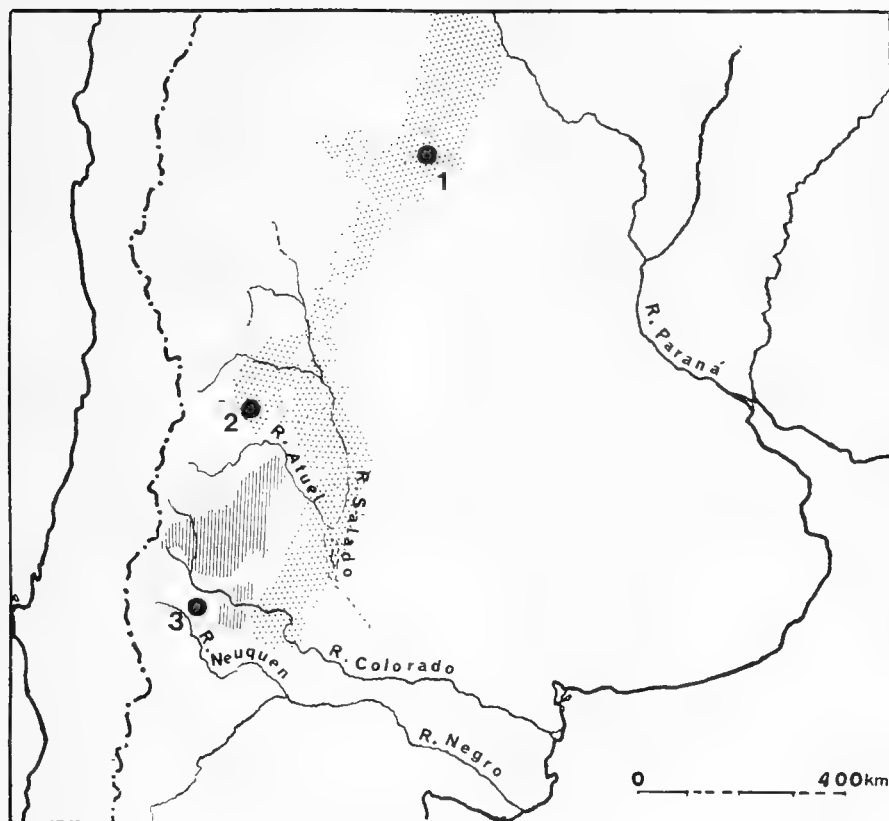 1
R. Paraná
2
R. Atuel
R. Salado
3
R. Neuquen
R. Colorado
R. Negro
0 400km